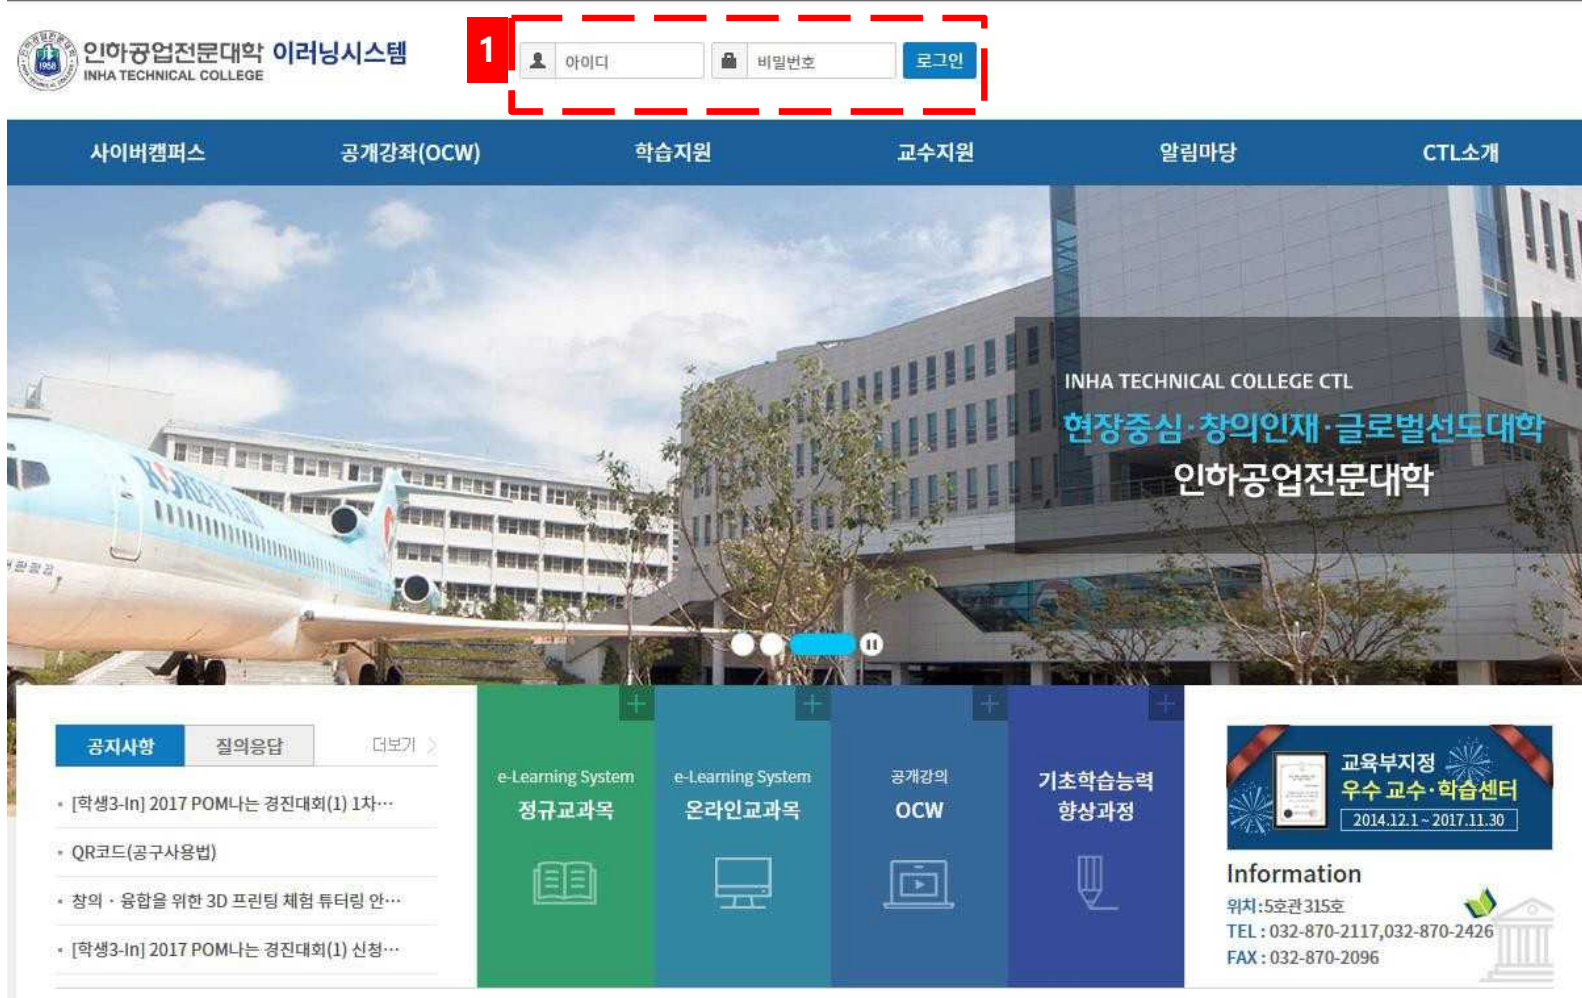 인하공업전문대학 이러닝시스템
INHA TECHNICAL COLLEGE
1958
1
아이디
비밀번호
로그인
사이버캠퍼스
공개강좌(OCW)
학습지원
교수지원
알림마당
CTL소개
KOREAN AIR
INHA TECHNICAL COLLEGE CTL
현장중심·창의인재·글로벌선도대학
인하공업전문대학
공지사항
질의응답
더보기
[학생3-In] 2017 POM나는 경진대회(1) 1차···
QR코드(공구사용법)
창의 · 융합을 위한 3D 프린팅 체험 튜터링 안···
[학생3-In] 2017 POM나는 경진대회(1) 신청···
e-Learning System
정규교과목
e-Learning System
온라인교과목
공개강의
OCW
기초학습능력
향상과정
교육부지정
우수 교수·학습센터
2014.12.1 ~ 2017.11.30
Information
위치:5호관315호
TEL : 032-870-2117,032-870-2426
FAX : 032-870-2096